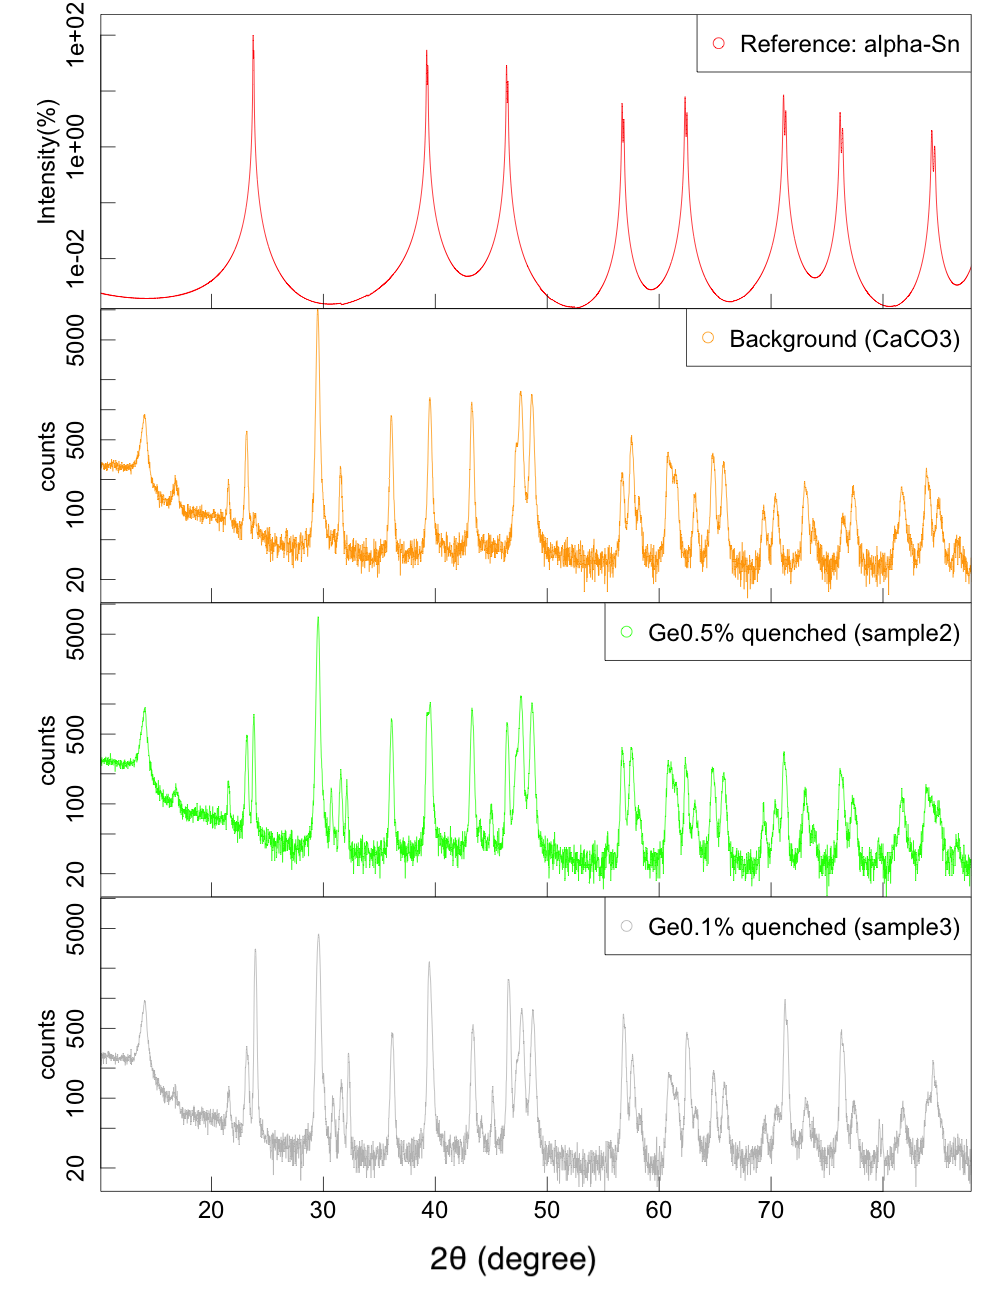 Reference: alpha-Sn
Intensity(%)
1e+02
1e+00
1e-02
Background (CaCO3)
counts
5000
500
100
20
Ge0.5% quenched (sample2)
counts
5000
500
100
20
Ge0.1% quenched (sample3)
counts
5000
500
100
20
20 30 40 50 60 70 80
2θ (degree)